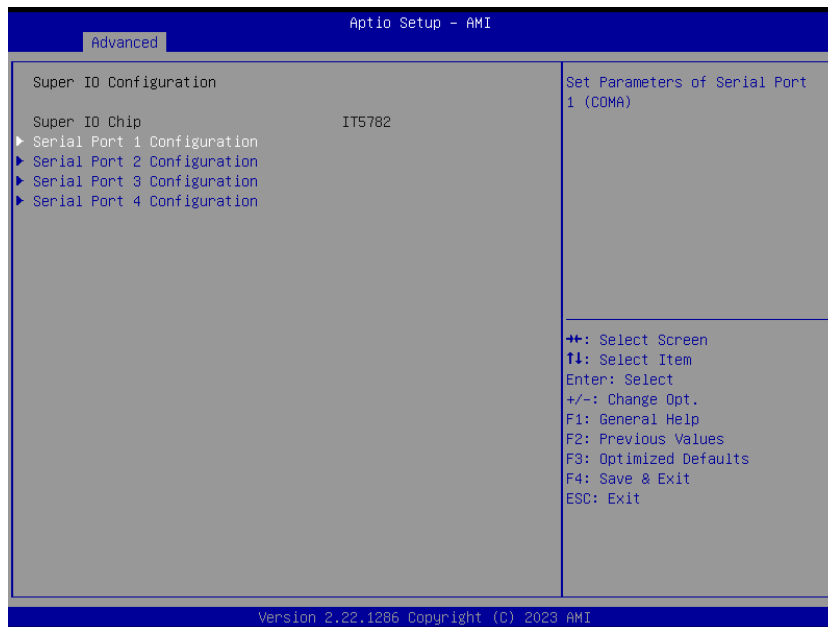 Aptio Setup – AMI
Advanced
Super IO Configuration
Super IO Chip IT5782
Serial Port 1 Configuration
Serial Port 2 Configuration
Serial Port 3 Configuration
Serial Port 4 Configuration
Set Parameters of Serial Port
1 (COMA)
→←: Select Screen
↑↓: Select Item
Enter: Select
+/-: Change Opt.
F1: General Help
F2: Previous Values
F3: Optimized Defaults
F4: Save & Exit
ESC: Exit
Version 2.22.1286 Copyright (C) 2023 AMI